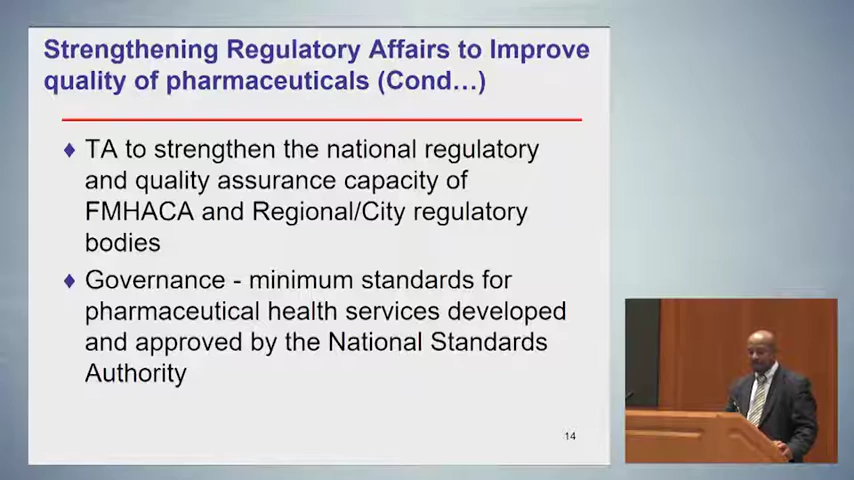 Strengthening Regulatory Affairs to Improve
quality of pharmaceuticals (Cond...)
TA to strengthen the national regulatory
and quality assurance capacity of
FMHACA and Regional/City regulatory
bodies
Governance - minimum standards for
pharmaceutical health services developed
and approved by the National Standards
Authority
14